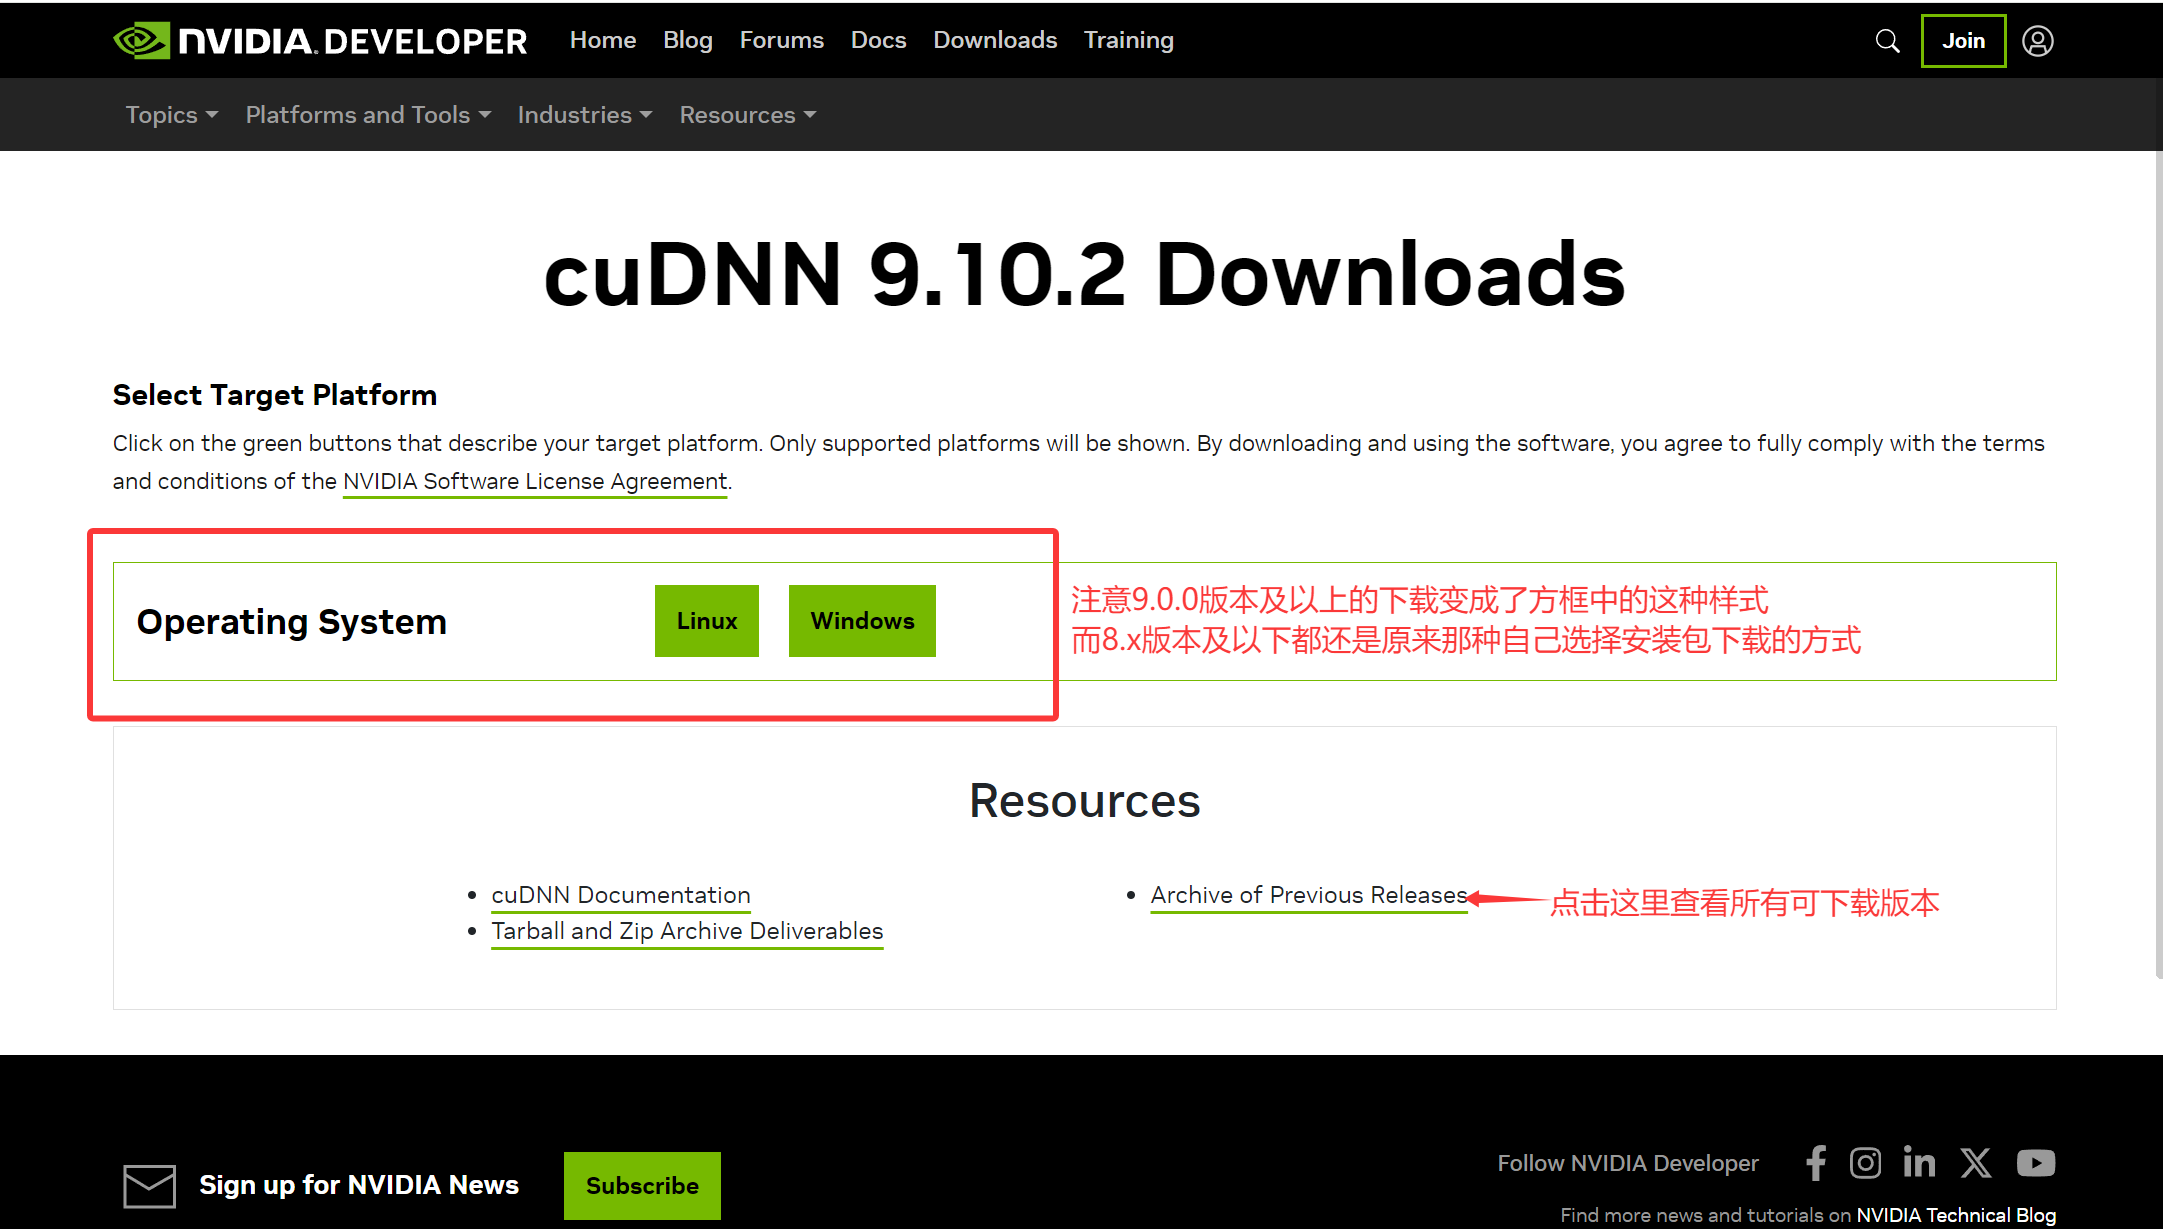 NVIDIA. DEVELOPER Home Blog Forums Docs Downloads Training Join
Topics Platforms and Tools Industries Resources
cuDNN 9.10.2 Downloads
Select Target Platform
Click on the green buttons that describe your target platform. Only supported platforms will be shown. By downloading and using the software, you agree to fully comply with the terms
and conditions of the NVIDIA Software License Agreement.
Operating System Linux Windows
注意9.0.0版本及以上的下载变成了方框中的这种样式
而8.x版本及以下都还是原来那种自己选择安装包下载的方式
Resources
cuDNN Documentation
Tarball and Zip Archive Deliverables
Archive of Previous Releases 点击这里查看所有可下载版本
Sign up for NVIDIA News Subscribe
Follow NVIDIA Developer
Find more news and tutorials on NVIDIA Technical Blog